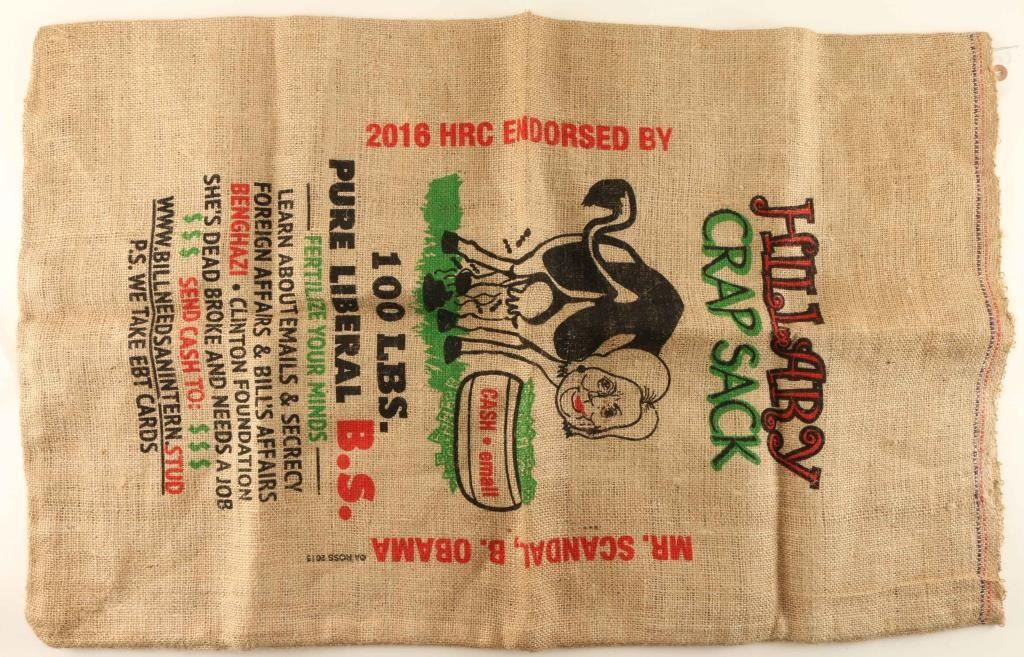 HILLARY
CRAP SACK
2016 HRC ENDORSED BY
MR. SCANDAL, B. OBAMA
CASH • email
100 LBS.
PURE LIBERAL B.S.
FERTILIZE YOUR MINDS
LEARN ABOUT EMAILS & SECRECY
FOREIGN AFFAIRS & BILL'S AFFAIRS
BENGHAZI • CLINTON FOUNDATION
SHE'S DEAD BROKE AND NEEDS A JOB
$ $ $ SEND CASH TO: $ $ $
WWW.BILLNEEDSANINTERN.STUD
P.S. WE TAKE EBT CARDS
©A ROSS 2015